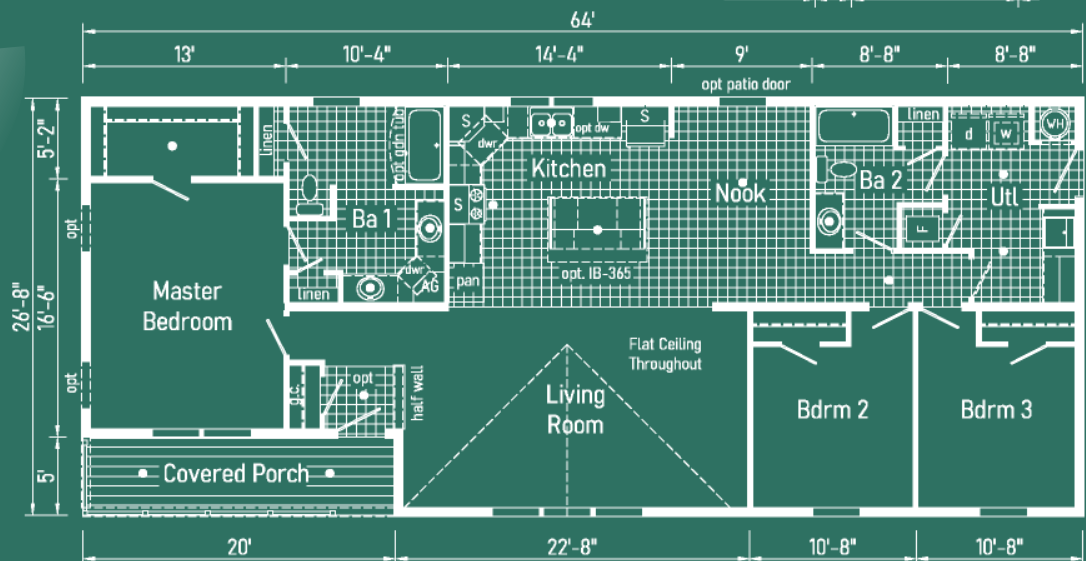 64'
13'
10'-4"
14'-4"
9'
8'-8"
8'-8"
opt patio door
26'-8"
5'-2"
16'-6"
5'
linen
opt gdn tub
S
dwr
opt dw
S
Kitchen
Nook
linen
d
w
WH
Ba 2
Utl
F
opt
Ba 1
S
opt. IB-365
dwr
AG
pan
linen
Master
Bedroom
opt
g.c.
opt
half wall
Flat Ceiling
Throughout
Living
Room
Bdrm 2
Bdrm 3
Covered Porch
20'
22'-8"
10'-8"
10'-8"